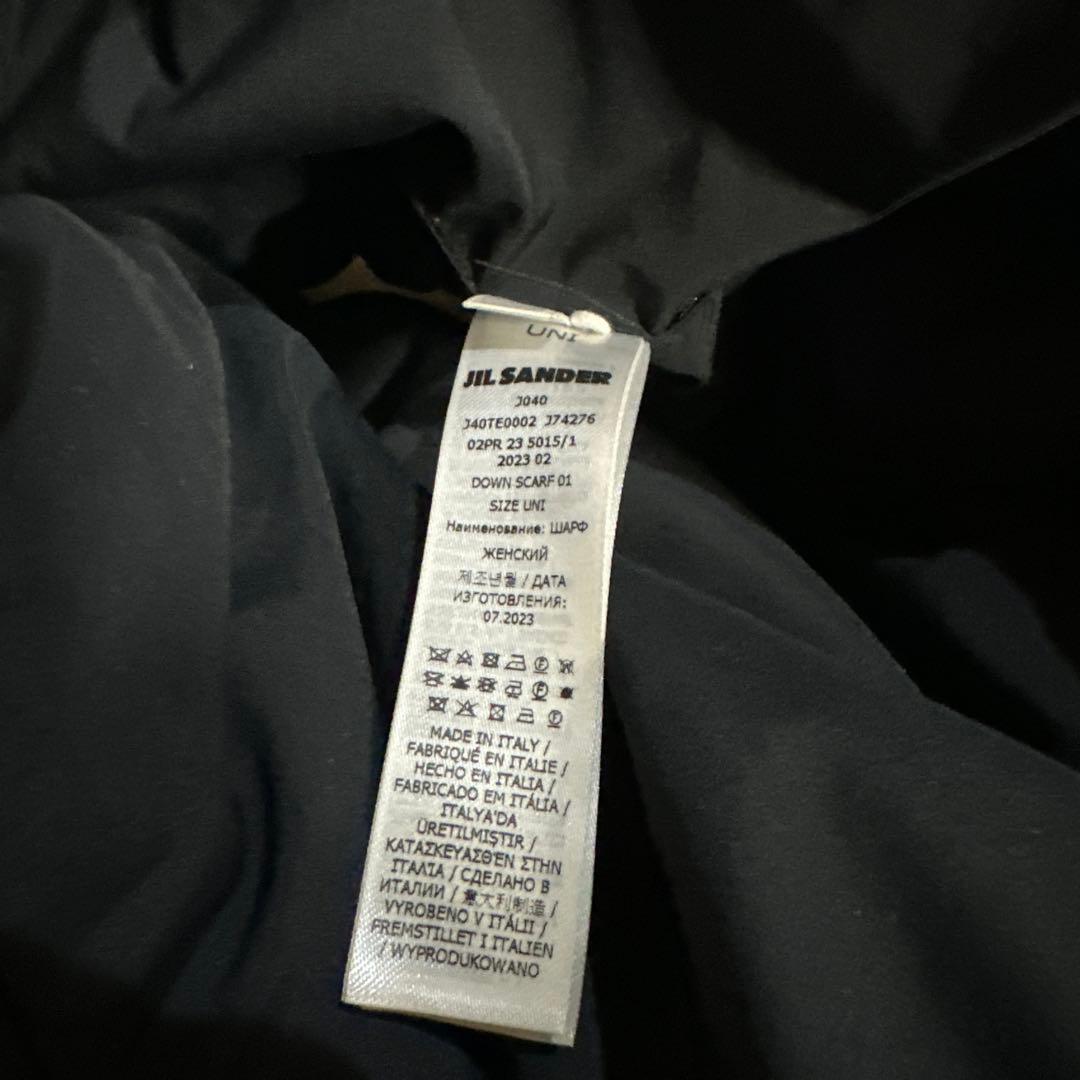 UNI
JIL SANDER
J040
J40TE0002 J74276
02PR 23 5015/1
2023 02
DOWN SCARF 01
SIZE UNI
Наименование: ШАРФ
ЖЕНСКИЙ
제조년월 / ДАТА
ИЗГОТОВЛЕНИЯ:
07.2023
MADE IN ITALY /
FABRIQUÉ EN ITALIE /
HECHO EN ITALIA /
FABRICADO EM ITÁLIA /
ITALYA'DA
ÜRETILMIŞTIR /
ΚΑΤΑΣΚΕΥΑΣΘΈΝ ΣΤΗΝ
ΙΤΑΛΙΑ / СДЕЛАНО В
ИТАЛИИ / 意大利制造 /
VYROBENO V ITÁLII /
FREMSTILLET I ITALIEN
/ WYPRODUKOWANO